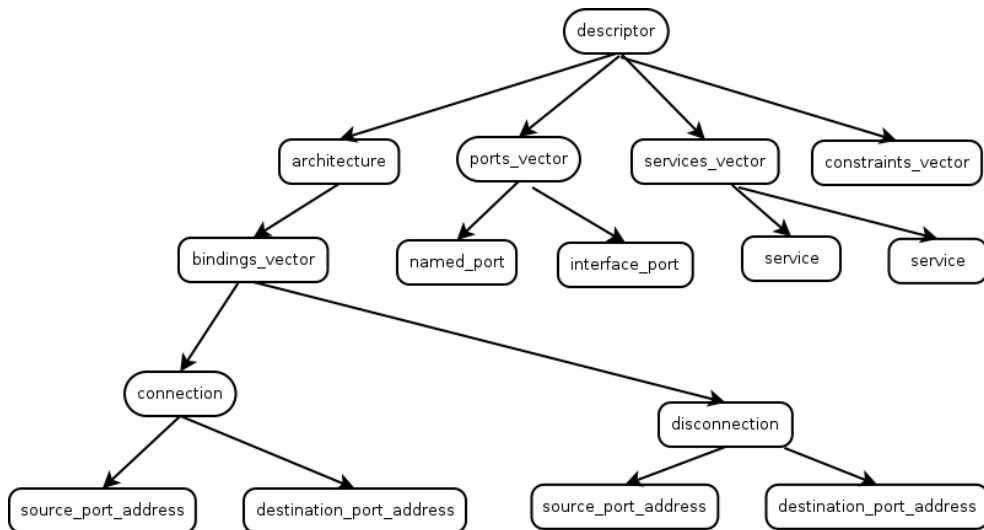 descriptor
architecture
ports_vector
services_vector
constraints_vector
bindings_vector
named_port
interface_port
service
service
connection
disconnection
source_port_address
destination_port_address
source_port_address
destination_port_address